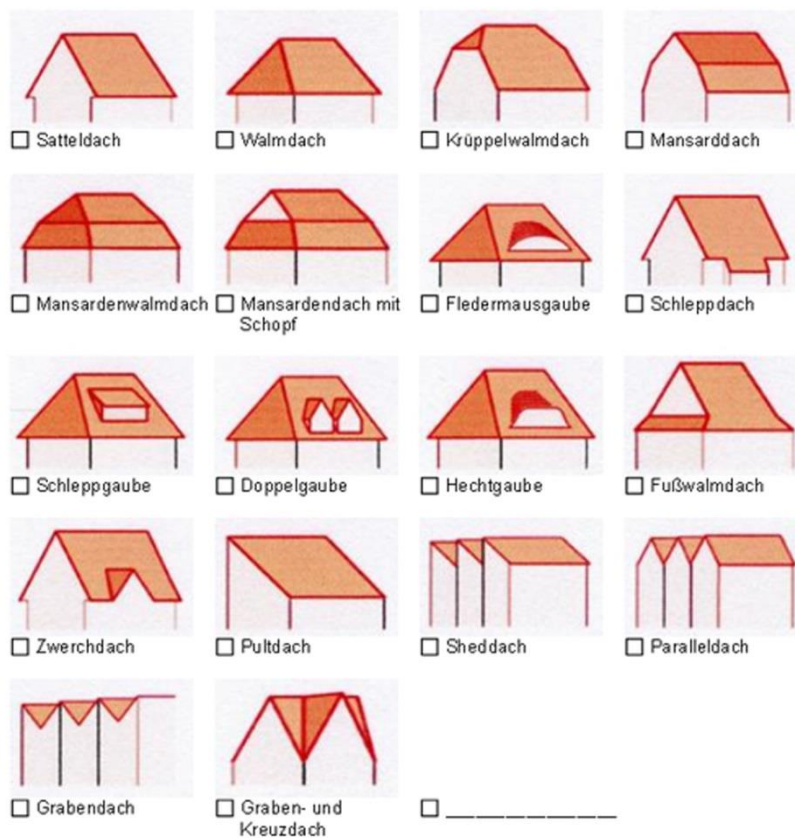 ☐ Satteldach
☐ Walmdach
☐ Krüppelwalmdach
☐ Mansarddach
☐ Mansardenwalmdach
☐ Mansardendach mit
Schopf
☐ Fledermausgaube
☐ Schleppdach
☐ Schleppgaube
☐ Doppelgaube
☐ Hechtgaube
☐ Fußwalmdach
☐ Zwerchdach
☐ Pultdach
☐ Sheddach
☐ Paralleldach
☐ Grabendach
☐ Graben- und
Kreuzdach
☐ ____________